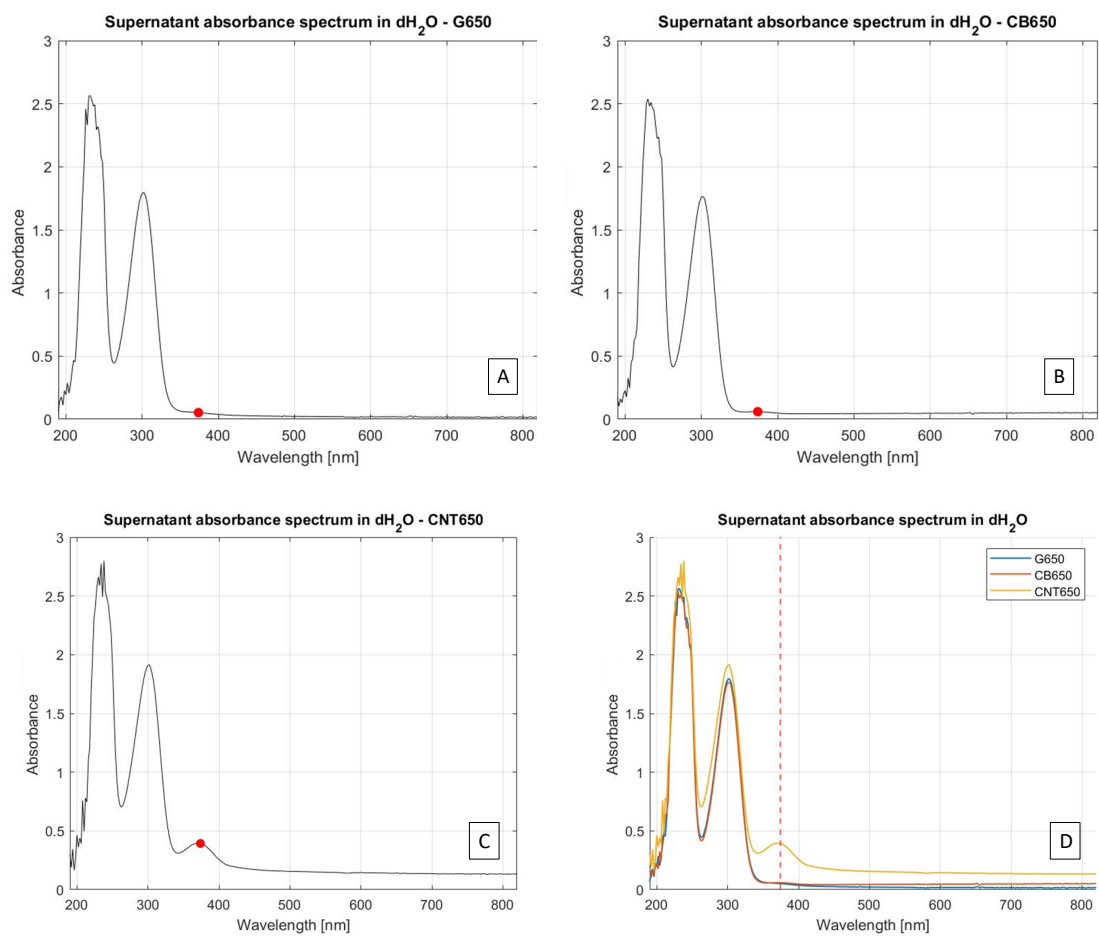 Supernatant absorbance spectrum in dH2O - G650
3
2.5
2
1.5
1
0.5
0
Absorbance
200 300 400 500 600 700 800
Wavelength [nm]
A
Supernatant absorbance spectrum in dH2O - CB650
3
2.5
2
1.5
1
0.5
0
Absorbance
200 300 400 500 600 700 800
Wavelength [nm]
B
Supernatant absorbance spectrum in dH2O - CNT650
3
2.5
2
1.5
1
0.5
0
Absorbance
200 300 400 500 600 700 800
Wavelength [nm]
C
Supernatant absorbance spectrum in dH2O
3
2.5
2
1.5
1
0.5
0
Absorbance
200 300 400 500 600 700 800
Wavelength [nm]
G650
CB650
CNT650
D